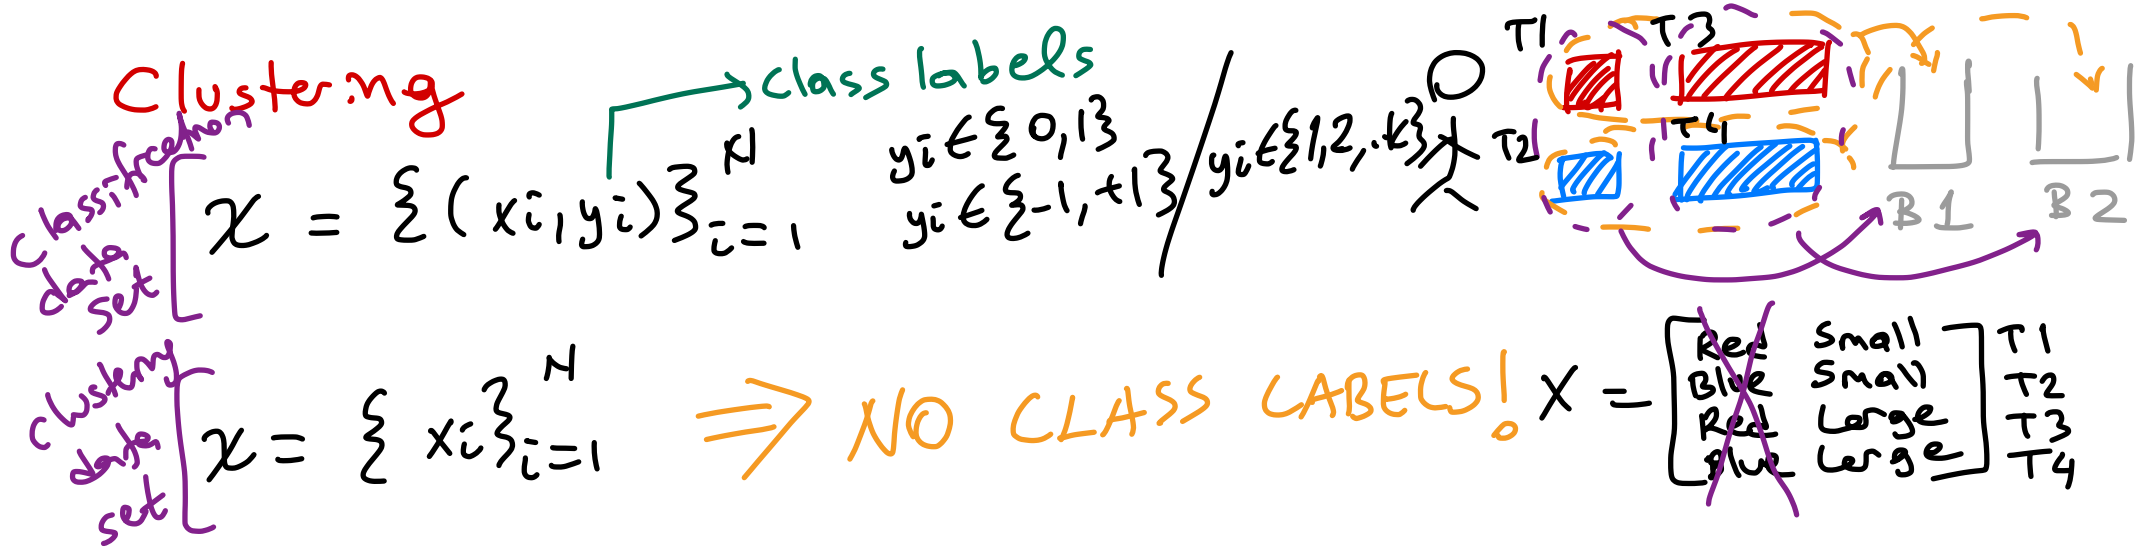 Clustering
class labels
Classification
data
set
X = {(xi, yi)}_{i=1}^{N}
yi ∈ {0, 1}
yi ∈ {-1, +1}
yi ∈ {1, 2, .. k}
T1
T3
T2
T4
B1
B2
Clustering
data
set
X = {xi}_{i=1}^{N}
⇒ NO CLASS LABELS!
X =
Red Small T1
Blue Small T2
Red Large T3
Blue Large T4